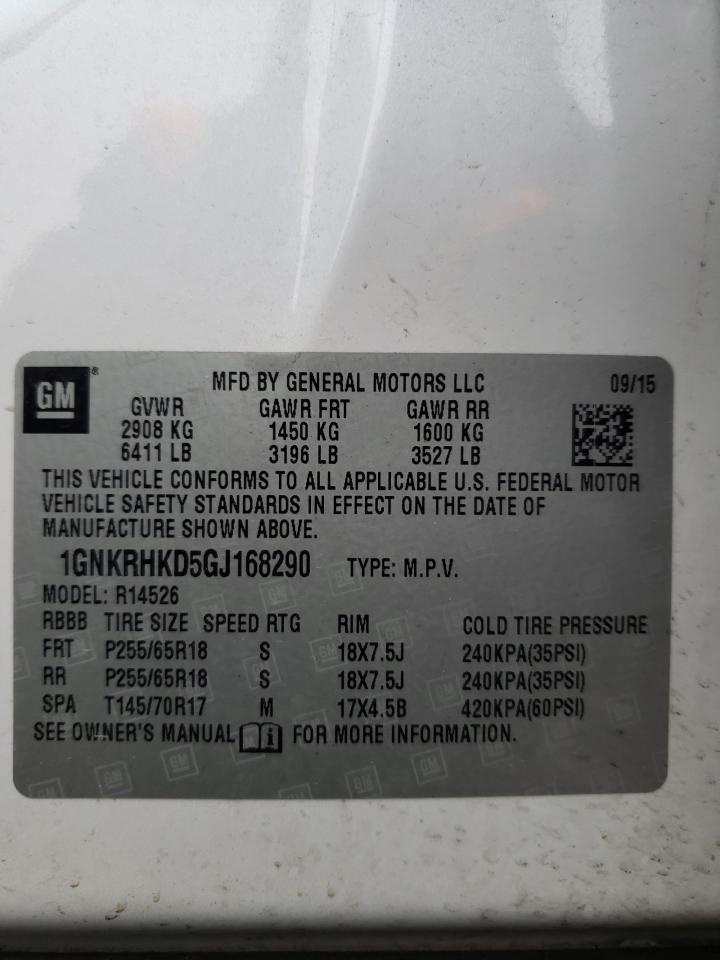 GM ® MFD BY GENERAL MOTORS LLC 09/15
GVWR GAWR FRT GAWR RR
2908 KG 1450 KG 1600 KG
6411 LB 3196 LB 3527 LB
THIS VEHICLE CONFORMS TO ALL APPLICABLE U.S. FEDERAL MOTOR
VEHICLE SAFETY STANDARDS IN EFFECT ON THE DATE OF
MANUFACTURE SHOWN ABOVE.
1GNKRHKD5GJ168290 TYPE: M.P.V.
MODEL: R14526
RBBB TIRE SIZE SPEED RTG RIM COLD TIRE PRESSURE
FRT P255/65R18 S 18X7.5J 240KPA(35PSI)
RR P255/65R18 S 18X7.5J 240KPA(35PSI)
SPA T145/70R17 M 17X4.5B 420KPA(60PSI)
SEE OWNER'S MANUAL i FOR MORE INFORMATION.